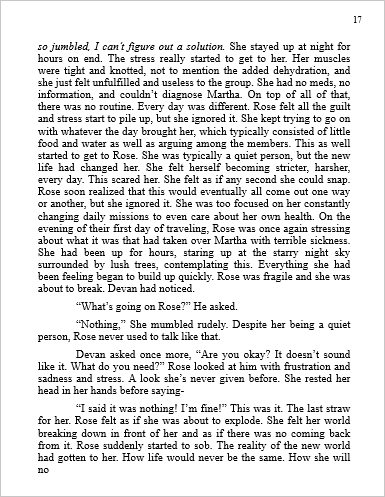 17
so jumbled, I can't figure out a solution. She stayed up at night for
hours on end. The stress really started to get to her. Her muscles
were tight and knotted, not to mention the added dehydration, and
she just felt unfulfilled and useless to the group. She had no meds, no
information, and couldn't diagnose Martha. On top of all of that,
there was no routine. Every day was different. Rose felt all the guilt
and stress start to pile up, but she ignored it. She kept trying to go on
with whatever the day brought her, which typically consisted of little
food and water as well as arguing among the members. This as well
started to get to Rose. She was typically a quiet person, but the new
life had changed her. She felt herself becoming stricter, harsher,
every day. This scared her. She felt as if any second she could snap.
Rose soon realized that this would eventually all come out one way
or another, but she ignored it. She was too focused on her constantly
changing daily missions to even care about her own health. On the
evening of their first day of traveling, Rose was once again stressing
about what it was that had taken over Martha with terrible sickness.
She had been up for hours, staring up at the starry night sky
surrounded by lush trees, contemplating this. Everything she had
been feeling began to build up quickly. Rose was fragile and she was
about to break. Devan had noticed.
“What's going on Rose?” He asked.
“Nothing,” She mumbled rudely. Despite her being a quiet
person, Rose never used to talk like that.
Devan asked once more, “Are you okay? It doesn't sound
like it. What do you need?” Rose looked at him with frustration and
sadness and stress. A look she's never given before. She rested her
head in her hands before saying-
“I said it was nothing! I'm fine!” This was it. The last straw
for her. Rose felt as if she was about to explode. She felt her world
breaking down in front of her and as if there was no coming back
from it. Rose suddenly started to sob. The reality of the new world
had gotten to her. How life would never be the same. How she will
no